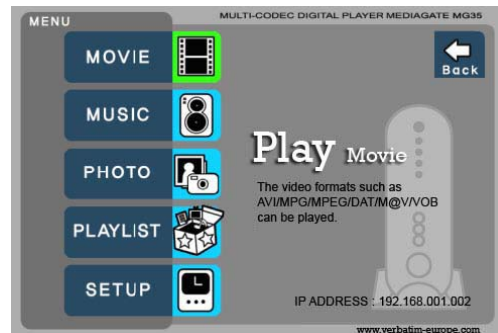 MENU
MULTI-CODEC DIGITAL PLAYER MEDIAGATE MG35
MOVIE
Back
MUSIC
Play Movie
PHOTO
The video formats such as
AVI/MPG/MPEG/DAT/M@V/VOB
can be played.
PLAYLIST
SETUP
IP ADDRESS : 192.168.001.002
www.verbatim-europe.com